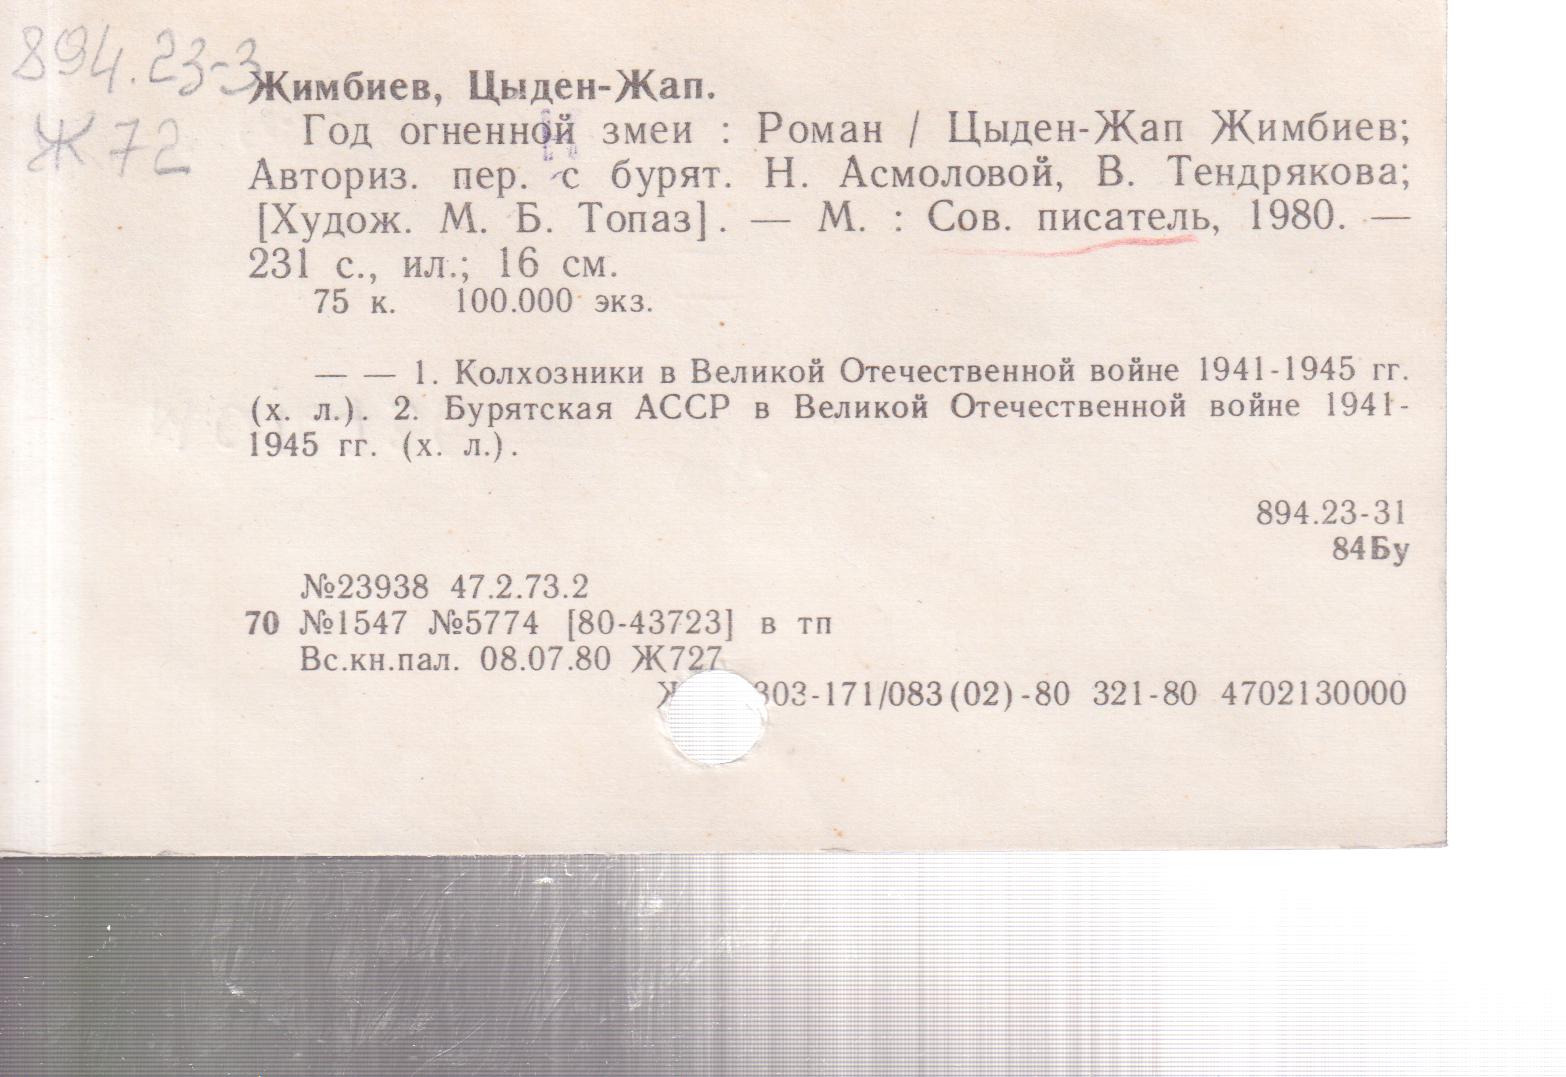 894.23-3
Ж 72
Жимбиев, Цыден-Жап.
Год огненной змеи : Роман / Цыден-Жап Жимбиев;
Авториз. пер. с бурят. Н. Асмоловой, В. Тендрякова;
[Худож. М. Б. Топаз]. — М. : Сов. писатель, 1980. —
231 с., ил.; 16 см.
75 к. 100.000 экз.
— — 1. Колхозники в Великой Отечественной войне 1941-1945 гг.
(х. л.). 2. Бурятская АССР в Великой Отечественной войне 1941-
1945 гг. (х. л.).
894.23-31
84Бу
№23938 47.2.73.2
70 №1547 №5774 [80-43723] в тп
Вс.кн.пал. 08.07.80 Ж727
303-171/083(02)-80 321-80 4702130000